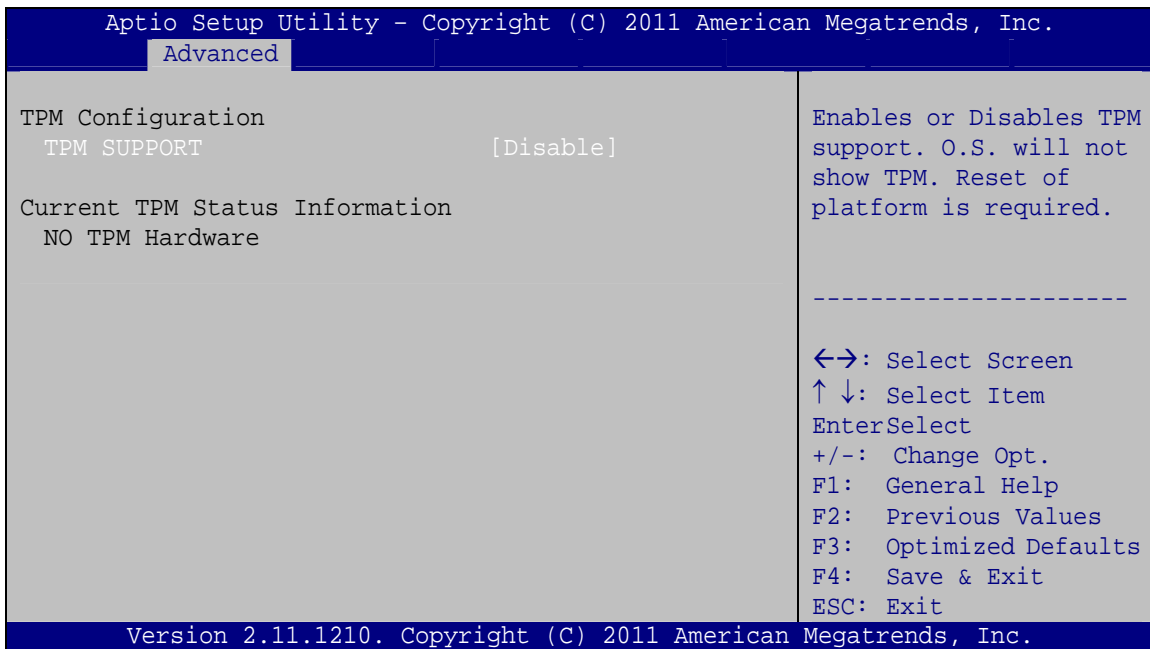 Aptio Setup Utility – Copyright (C) 2011 American Megatrends, Inc.
Advanced
TPM Configuration
TPM SUPPORT [Disable]
Current TPM Status Information
NO TPM Hardware
Enables or Disables TPM
support. O.S. will not
show TPM. Reset of
platform is required.
----------------------
←→: Select Screen
↑ ↓: Select Item
EnterSelect
+/-: Change Opt.
F1: General Help
F2: Previous Values
F3: Optimized Defaults
F4: Save & Exit
ESC: Exit
Version 2.11.1210. Copyright (C) 2011 American Megatrends, Inc.